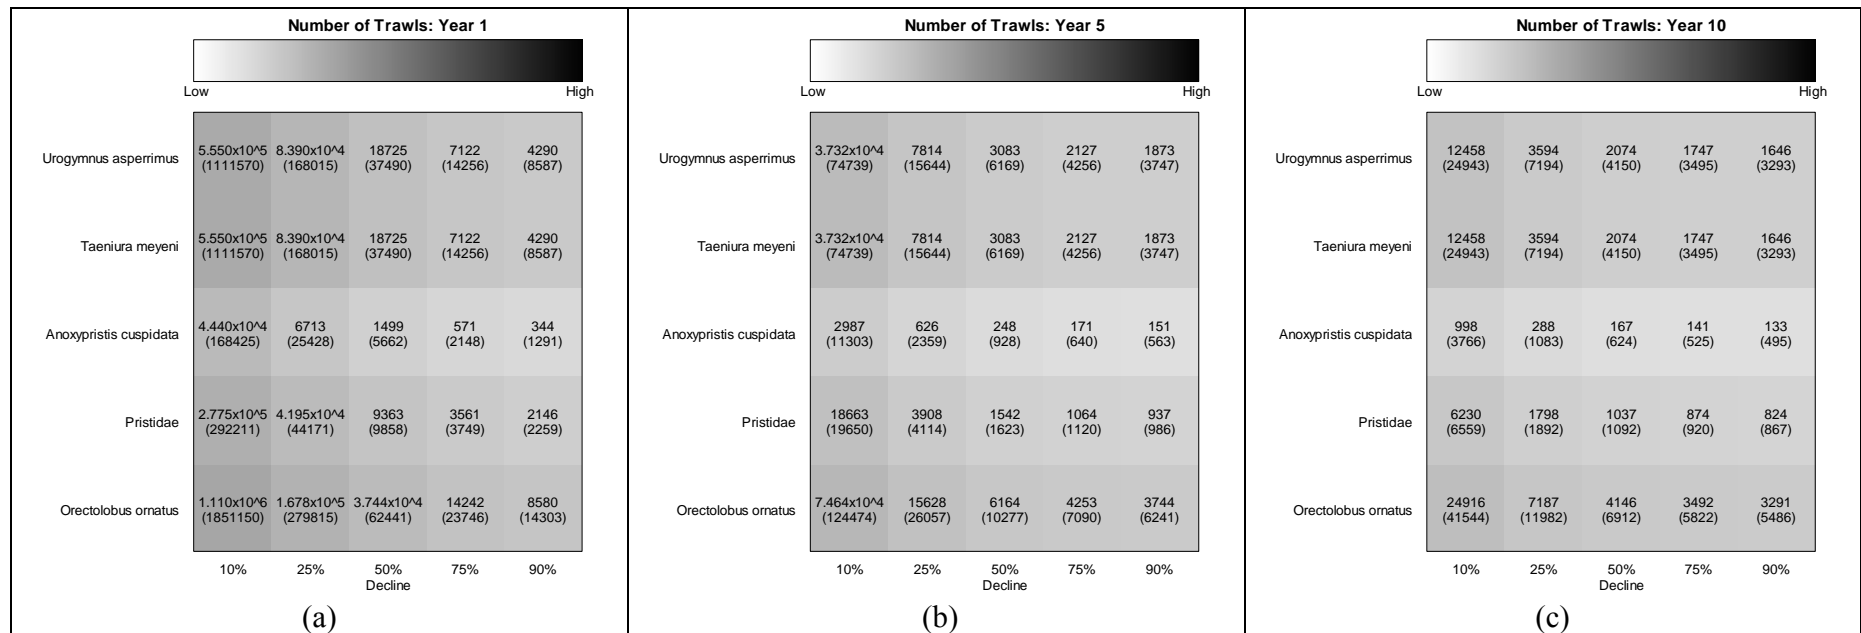 Number of Trawls: Year 1
Low High
Urogymnus asperrimus 5.550x10^5 8.390x10^4 18725 7122 4290
(1111570) (168015) (37490) (14256) (8587)
Taeniura meyeni 5.550x10^5 8.390x10^4 18725 7122 4290
(1111570) (168015) (37490) (14256) (8587)
Anoxypristis cuspidata 4.440x10^4 6713 1499 571 344
(168425) (25428) (5662) (2148) (1291)
Pristidae 2.775x10^5 4.195x10^4 9363 3561 2146
(292211) (44171) (9858) (3749) (2259)
Orectolobus ornatus 1.110x10^6 1.678x10^5 3.744x10^4 14242 8580
(1851150) (279815) (62441) (23746) (14303)
10% 25% 50% 75% 90%
Decline
(a)
Number of Trawls: Year 5
Low High
Urogymnus asperrimus 3.732x10^4 7814 3083 2127 1873
(74739) (15644) (6169) (4256) (3747)
Taeniura meyeni 3.732x10^4 7814 3083 2127 1873
(74739) (15644) (6169) (4256) (3747)
Anoxypristis cuspidata 2987 626 248 171 151
(11303) (2359) (928) (640) (563)
Pristidae 18663 3908 1542 1064 937
(19650) (4114) (1623) (1120) (986)
Orectolobus ornatus 7.464x10^4 15628 6164 4253 3744
(124474) (26057) (10277) (7090) (6241)
10% 25% 50% 75% 90%
Decline
(b)
Number of Trawls: Year 10
Low High
Urogymnus asperrimus 12458 3594 2074 1747 1646
(24943) (7194) (4150) (3495) (3293)
Taeniura meyeni 12458 3594 2074 1747 1646
(24943) (7194) (4150) (3495) (3293)
Anoxypristis cuspidata 998 288 167 141 133
(3766) (1083) (624) (525) (495)
Pristidae 6230 1798 1037 874 824
(6559) (1892) (1092) (920) (867)
Orectolobus ornatus 24916 7187 4146 3492 3291
(41544) (11982) (6912) (5822) (5486)
10% 25% 50% 75% 90%
Decline
(c)